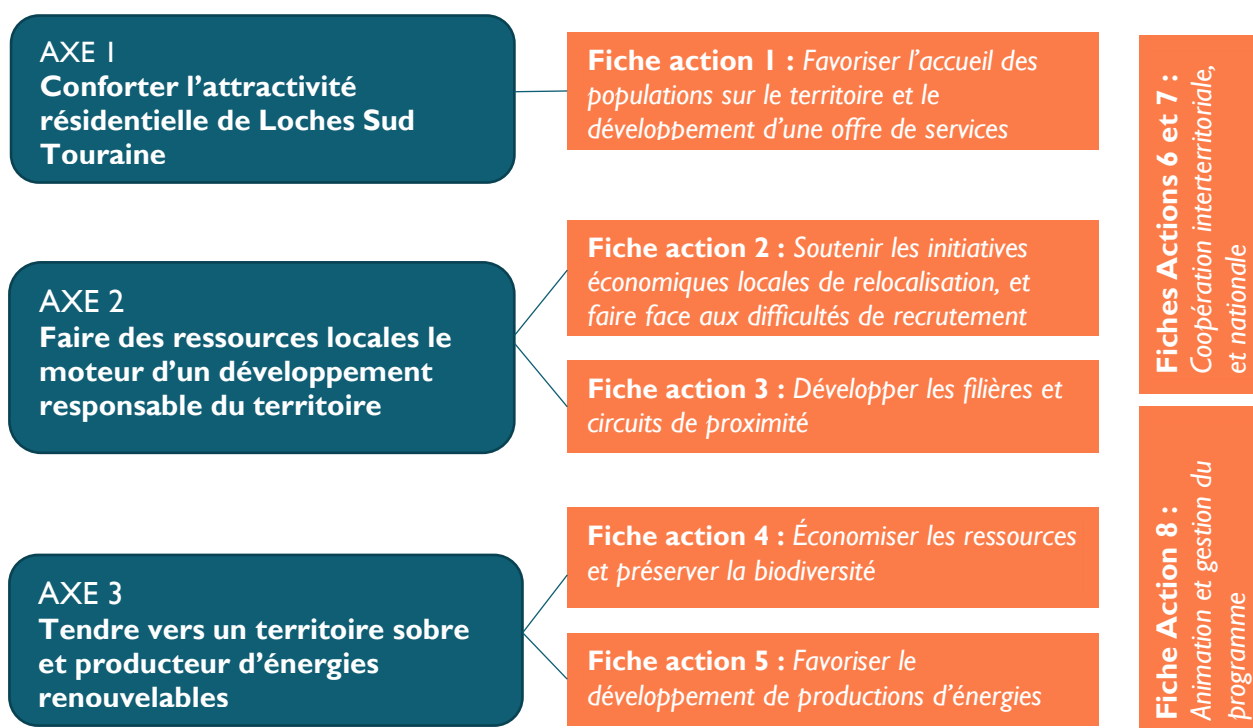 AXE 1
Conforter l'attractivité
résidentielle de Loches Sud
Touraine
Fiche action 1 : Favoriser l'accueil des
populations sur le territoire et le
développement d'une offre de services
AXE 2
Faire des ressources locales le
moteur d'un développement
responsable du territoire
Fiche action 2 : Soutenir les initiatives
économiques locales de relocalisation, et
faire face aux difficultés de recrutement
Fiche action 3 : Développer les filières et
circuits de proximité
AXE 3
Tendre vers un territoire sobre
et producteur d'énergies
renouvelables
Fiche action 4 : Économiser les ressources
et préserver la biodiversité
Fiche action 5 : Favoriser le
développement de productions d'énergies
Fiches Actions 6 et 7 :
Coopération interterritoriale,
et nationale
Fiche Action 8 :
Animation et gestion du
programme